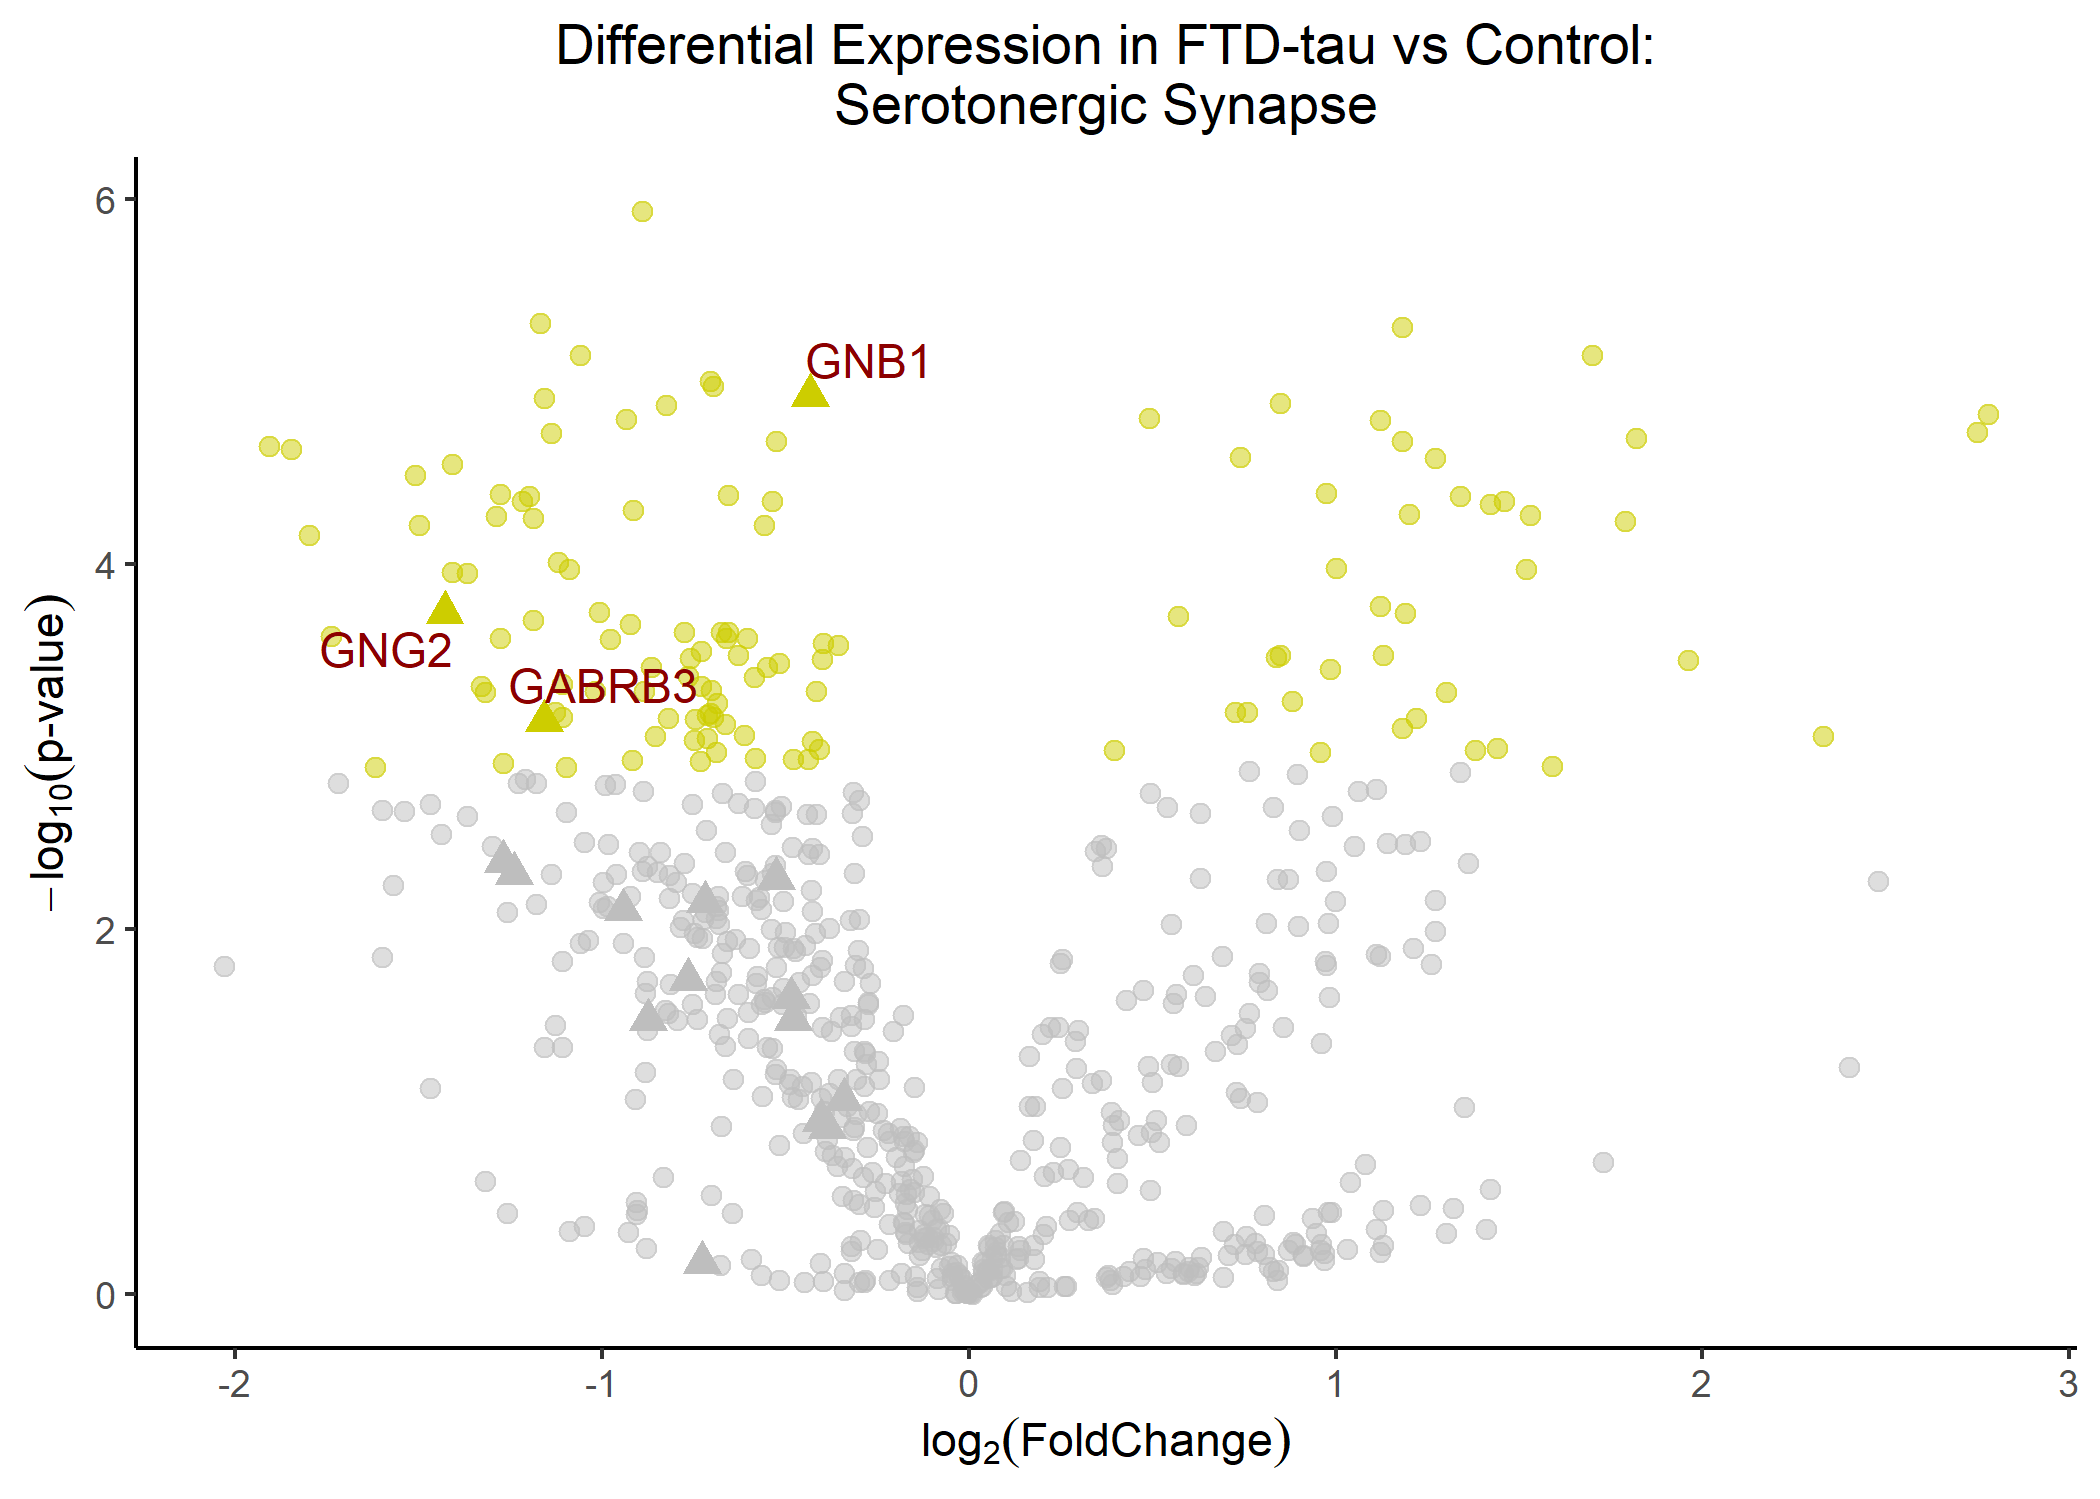 Differential Expression in FTD-tau vs Control:
Serotonergic Synapse
6
4
2
0
−log10(p-value)
GNB1
GNG2
GABRB3
-2
-1
0
1
2
3
log2(FoldChange)